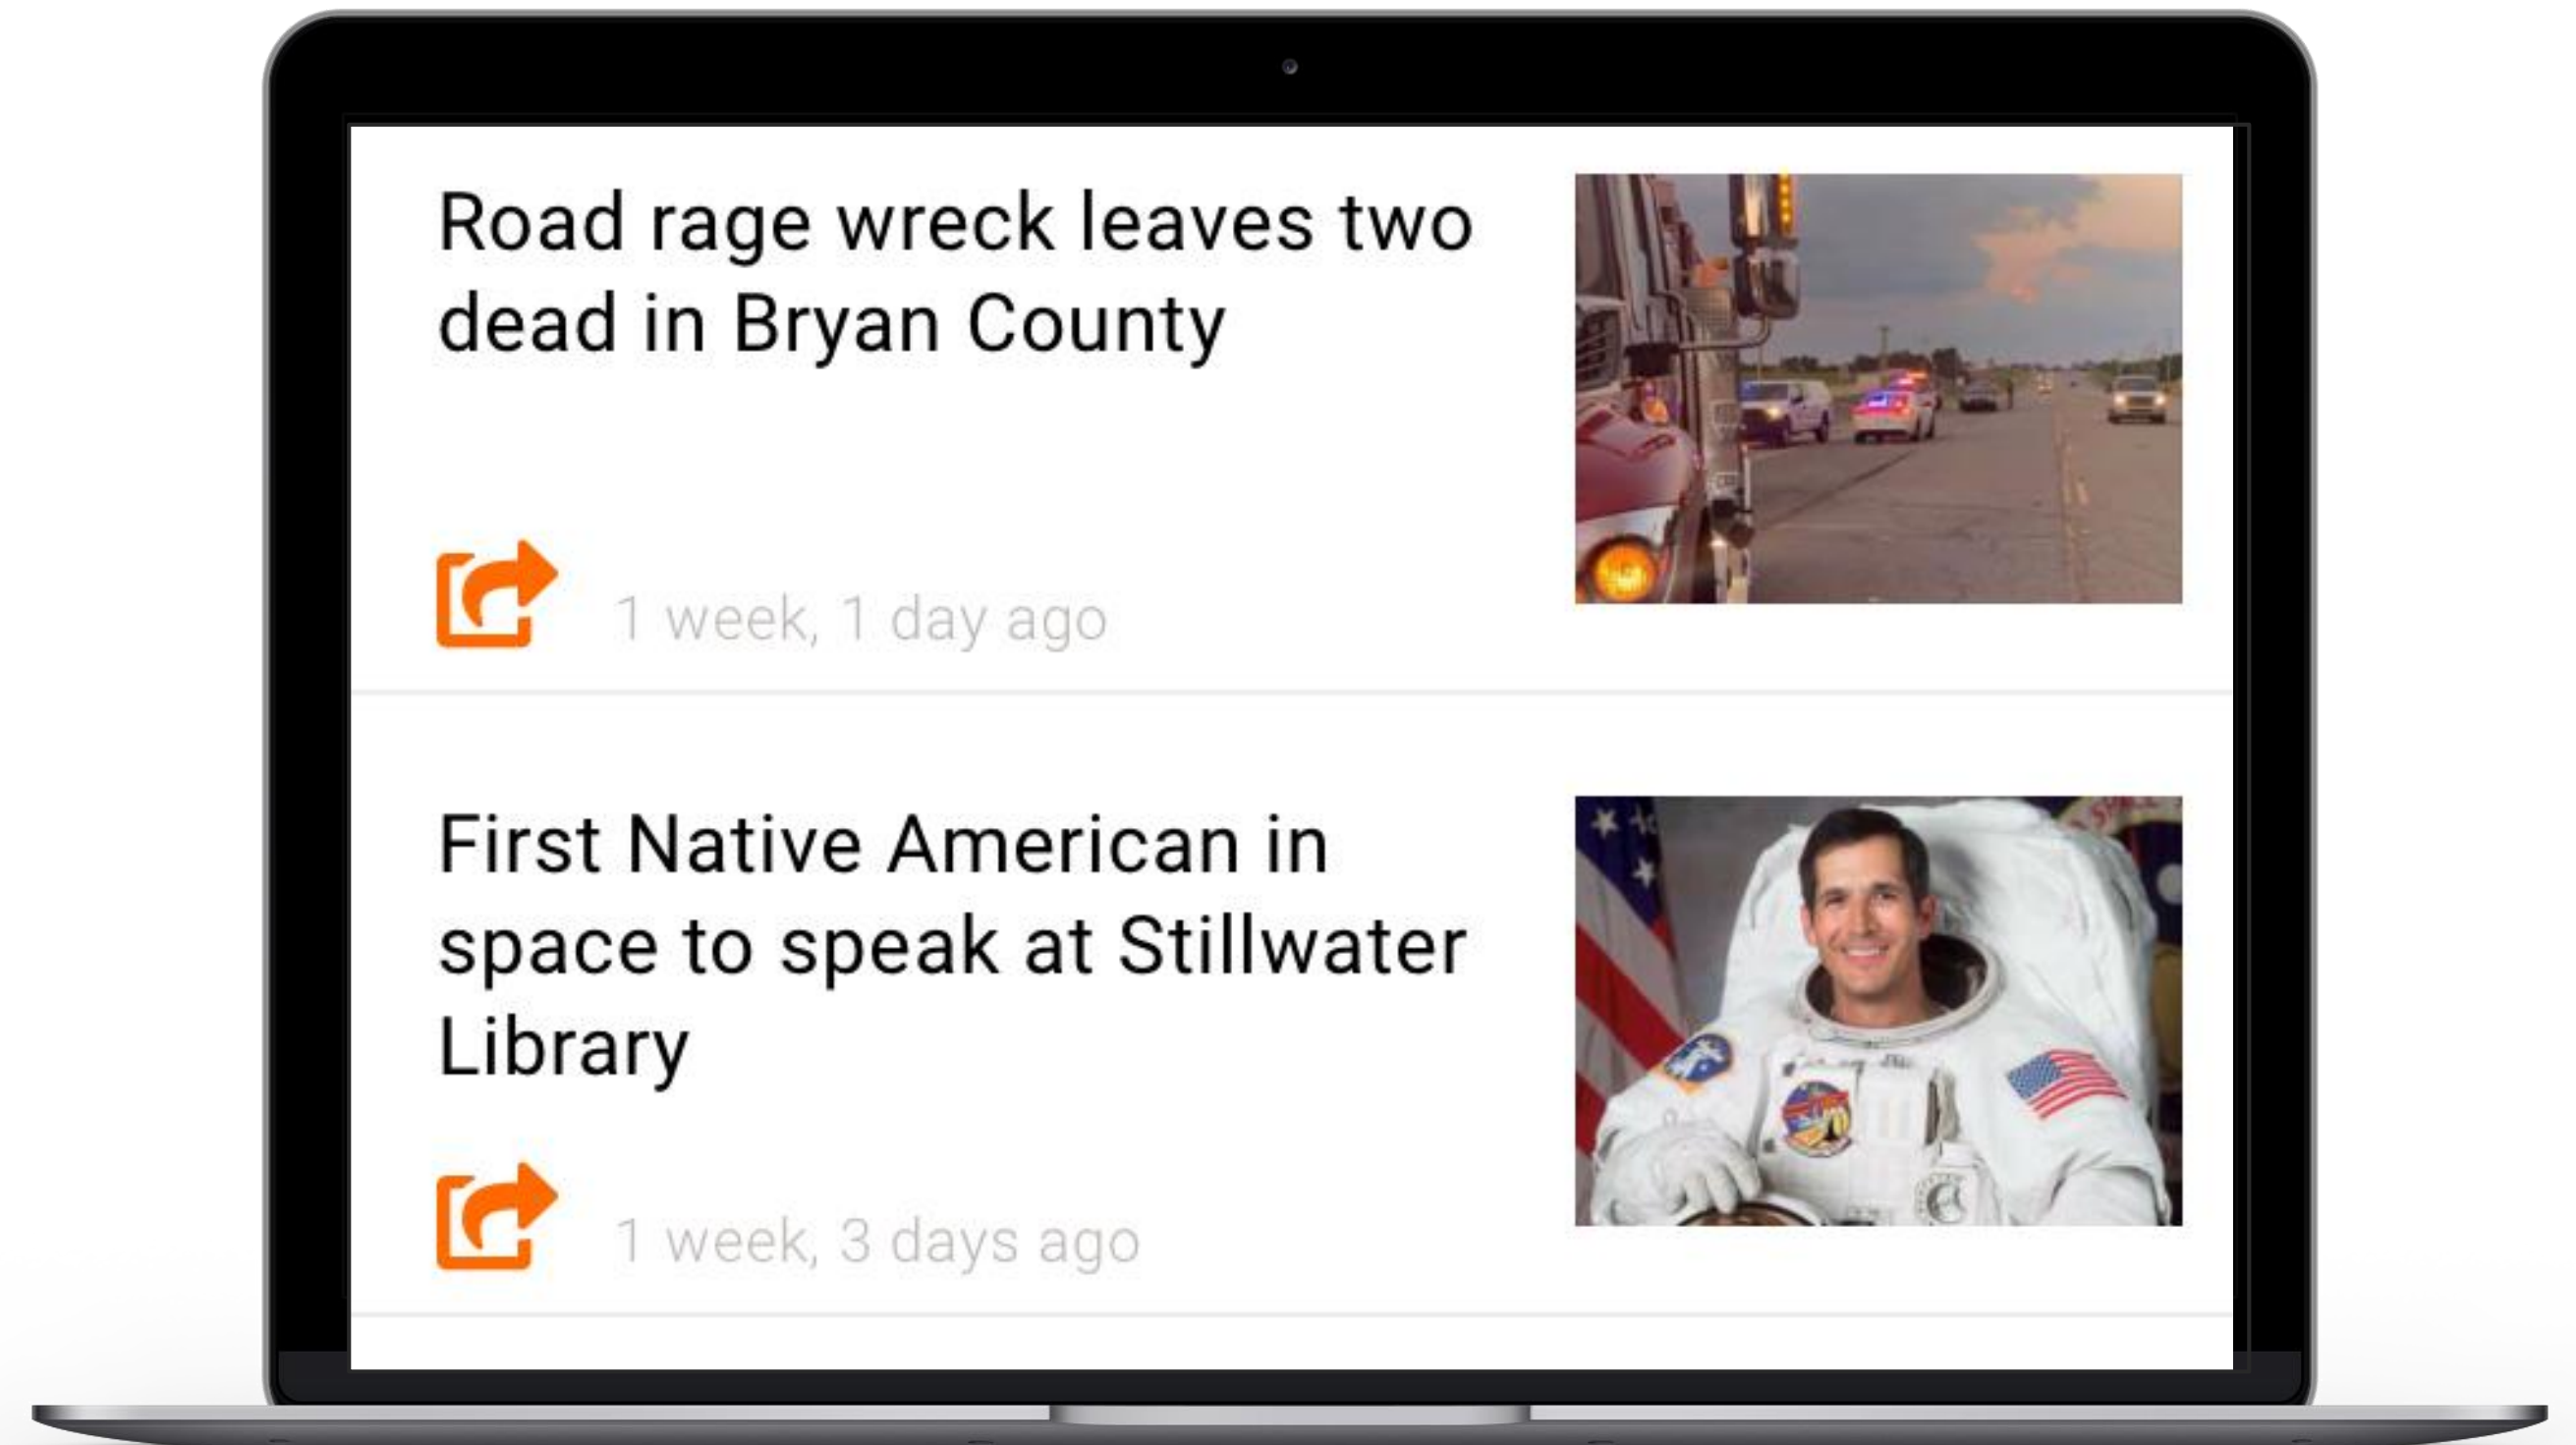 Road rage wreck leaves two
dead in Bryan County
1 week, 1 day ago
First Native American in
space to speak at Stillwater
Library
1 week, 3 days ago